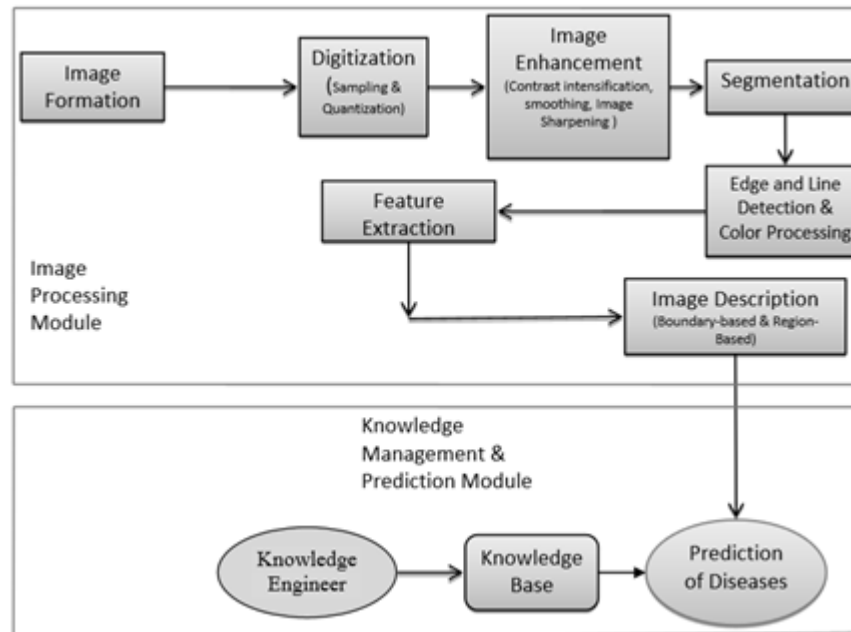 Image
Formation
Digitization
(Sampling &
Quantization)
Image
Enhancement
(Contrast intensification,
smoothing, Image
Sharpening )
Segmentation
Edge and Line
Detection &
Color Processing
Feature
Extraction
Image
Processing
Module
Image Description
(Boundary-based & Region-
Based)
Knowledge
Management &
Prediction Module
Knowledge
Engineer
Knowledge
Base
Prediction
of Diseases